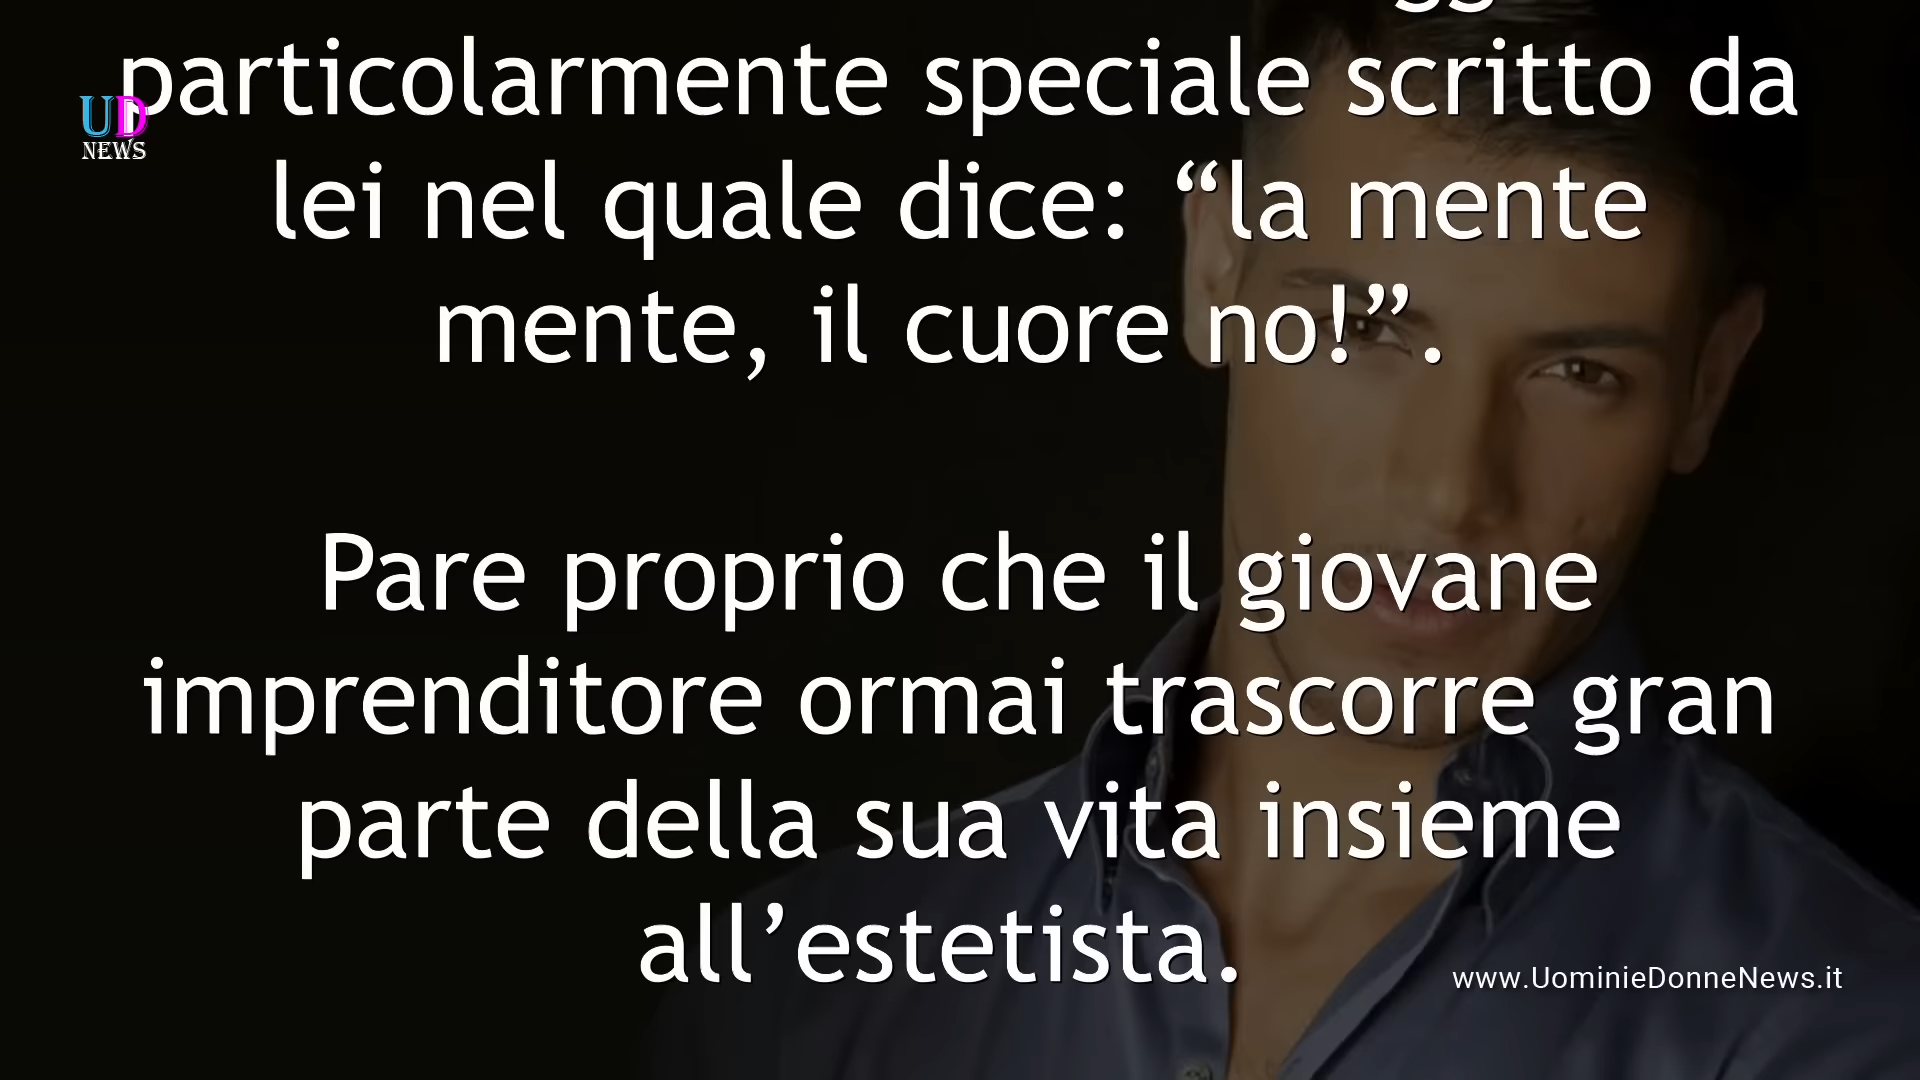 particolarmente speciale scritto da
UD
NEWS
lei nel quale dice: “la mente
mente, il cuore no!”.
Pare proprio che il giovane
imprenditore ormai trascorre gran
parte della sua vita insieme
all’estetista.
www.UominieDonneNews.it